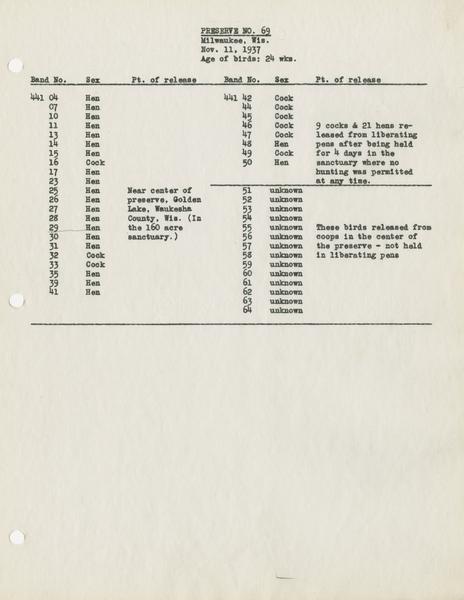 PRESERVE NO. 69
Milwaukee, Wis.
Nov. 11, 1937
Age of birds: 24 wks.
Band No. Sex Pt. of release Band No. Sex Pt. of release
441 04 Hen 441 42 Cock
07 Hen 44 Cock
10 Hen 45 Cock
11 Hen 46 Cock 9 cocks & 21 hens re-
13 Hen 47 Cock leased from liberating
14 Hen 48 Hen pens after being held
15 Hen 49 Cock for 4 days in the
16 Cock 50 Hen sanctuary where no
17 Hen hunting was permitted
23 Hen at any time.
25 Hen Near center of 51 unknown
26 Hen preserve, Golden 52 unknown
27 Hen Lake, Waukesha 53 unknown
28 Hen County, Wis. (In 54 unknown
29 Hen the 160 acre 55 unknown These birds released from
30 Hen sanctuary.) 56 unknown coops in the center of
31 Hen 57 unknown the preserve - not held
32 Cock 58 unknown in liberating pens
33 Cock 59 unknown
35 Hen 60 unknown
39 Hen 61 unknown
41 Hen 62 unknown
63 unknown
64 unknown